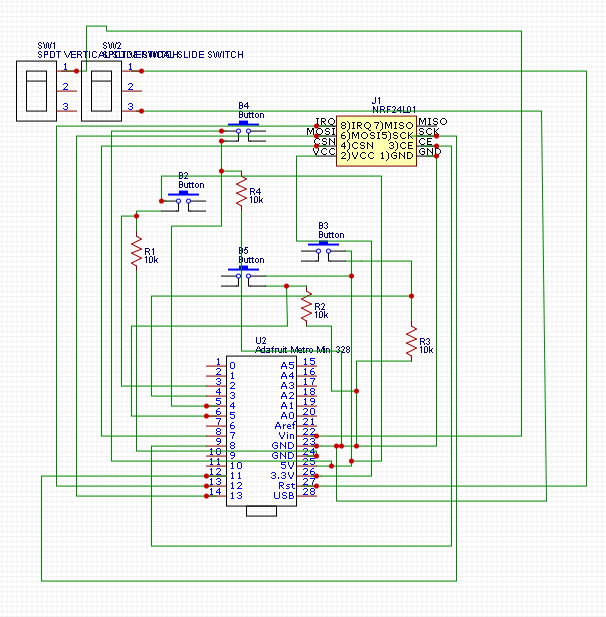 SW1
SW2
SPDT VERTICAL SLIDE SWITCH
SPDT VERTICAL SLIDE SWITCH
1
2
3
1
2
3
B4
Button
J1
NRF24L01
IRQ 8)IRQ 7)MISO MISO
MOSI 6)MOSI 5)SCK SCK
CSN 4)CSN 3)CE CE
VCC 2)VCC 1)GND GND
B2
Button
R4
10k
B3
Button
R1
10k
B5
Button
R2
10k
R3
10k
U2
Adafruit Metro Mini 328
1 0 A5 15
2 1 A4 16
3 2 A3 17
4 3 A2 18
5 4 A1 19
6 5 A0 20
7 6 Aref 21
8 7 Vin 22
9 8 GND 23
10 9 GND 24
11 10 5V 25
12 11 3.3V 26
13 12 Rst 27
14 13 USB 28